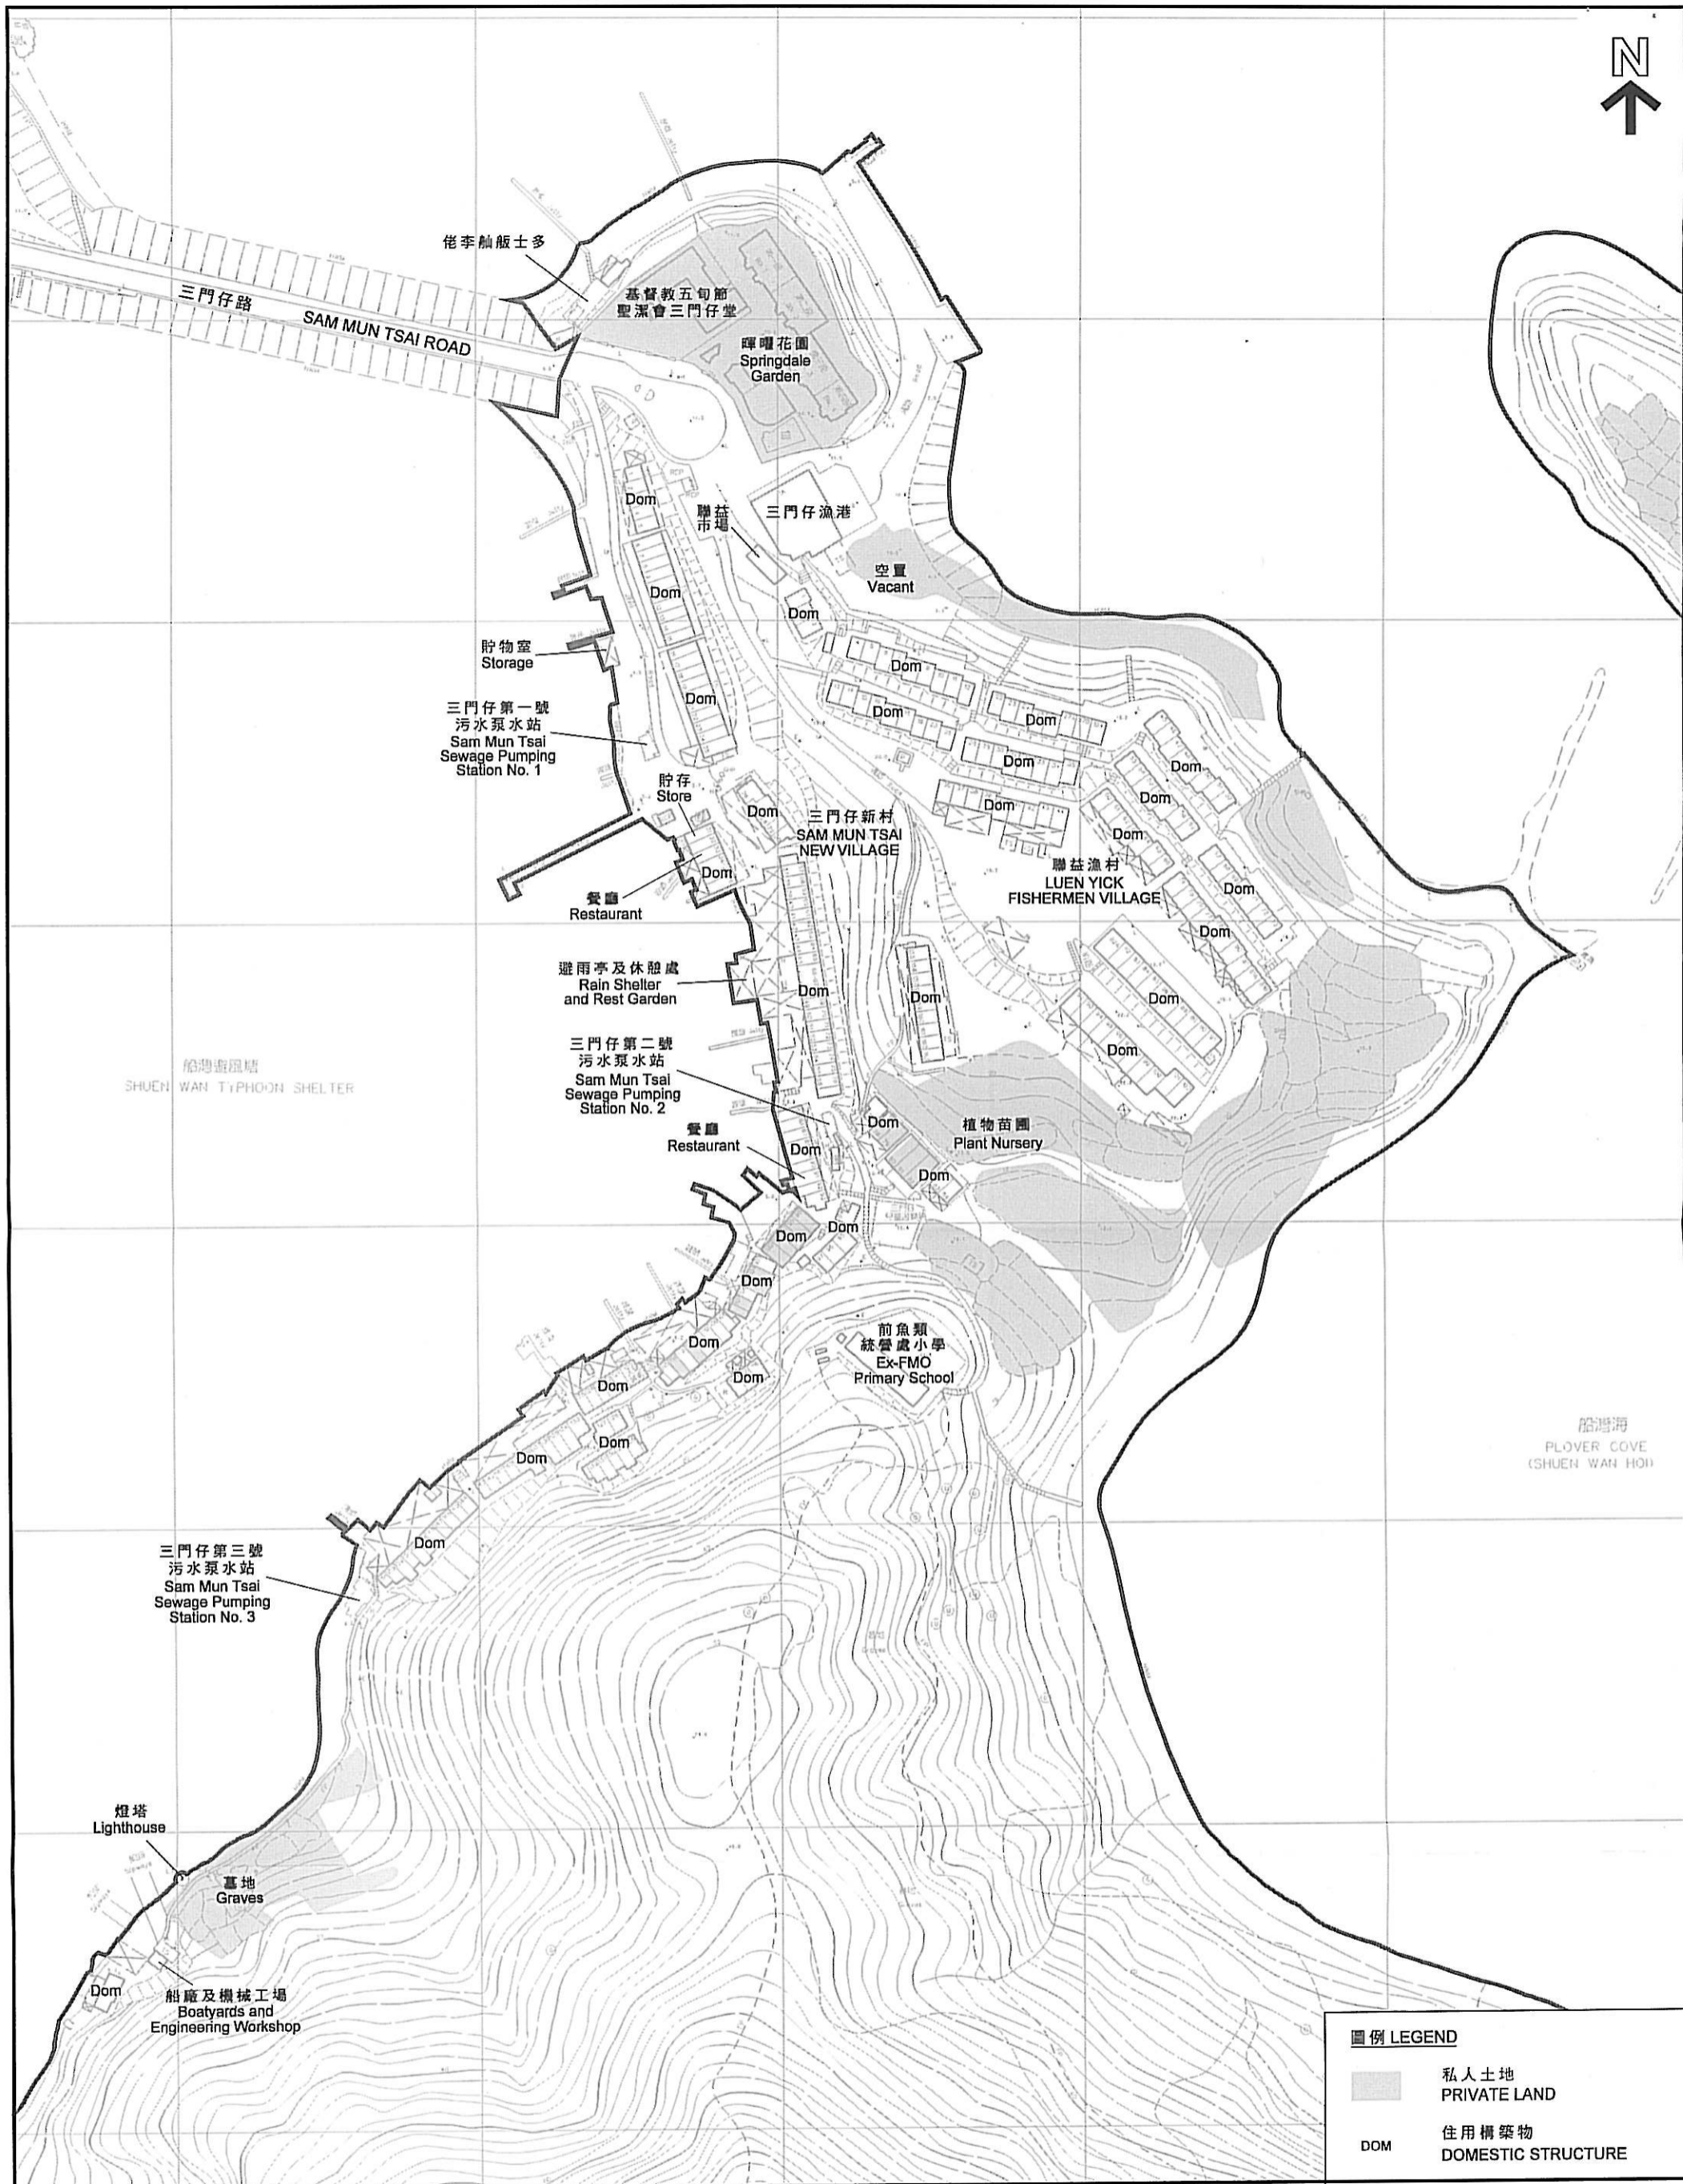 N
佬李舢舨士多
三門仔路
SAM MUN TSAI ROAD
基督教五旬節
聖潔會三門仔堂
暉曜花園
Springdale
Garden
Dom
聯益
市場
三門仔漁港
Dom
空置
Vacant
Dom
貯物室
Storage
Dom
Dom
Dom
Dom
三門仔第一號
污水泵水站
Sam Mun Tsai
Sewage Pumping
Station No. 1
Dom
Dom
Dom
貯存
Store
Dom
Dom
Dom
三門仔新村
SAM MUN TSAI
NEW VILLAGE
Dom
聯益漁村
LUEN YICK
FISHERMEN VILLAGE
Dom
Dom
餐廳
Restaurant
Dom
避雨亭及休憩處
Rain Shelter
and Rest Garden
Dom
Dom
Dom
Dom
船灣避風塘
SHUEN WAN TYPHOON SHELTER
三門仔第二號
污水泵水站
Sam Mun Tsai
Sewage Pumping
Station No. 2
餐廳
Restaurant
Dom
Dom
植物苗圃
Plant Nursery
Dom
Dom
Dom
Dom
Dom
Dom
Dom
前魚類
統營處小學
Ex-FMO
Primary School
Dom
Dom
Dom
船灣海
PLOVER COVE
(SHUEN WAN HOI)
Dom
三門仔第三號
污水泵水站
Sam Mun Tsai
Sewage Pumping
Station No. 3
燈塔
Lighthouse
墓地
Graves
Dom
船廠及機械工場
Boatyards and
Engineering Workshop
圖例 LEGEND
私人土地
PRIVATE LAND
DOM
住用構築物
DOMESTIC STRUCTURE